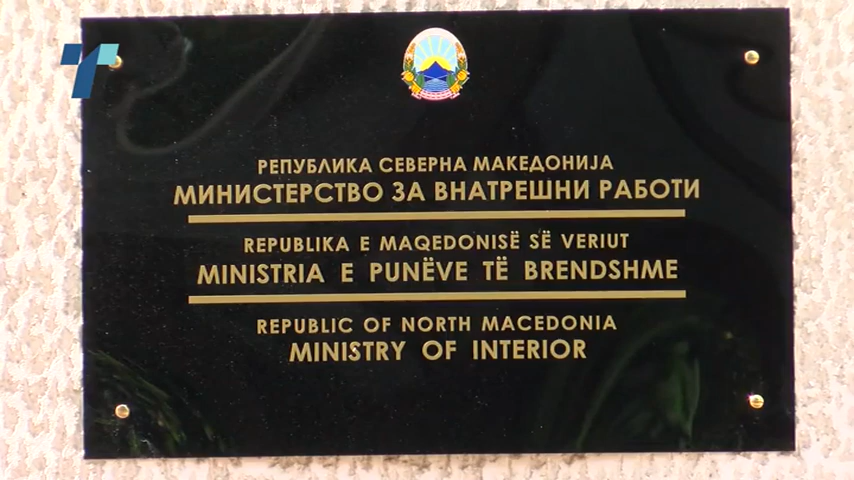 РЕПУБЛИКА СЕВЕРНА МАКЕДОНИЈА
МИНИСТЕРСТВО ЗА ВНАТРЕШНИ РАБОТИ
REPUBLIKA E MAQEDONISË SË VERIUT
MINISTRIA E PUNËVE TË BRENDSHME
REPUBLIC OF NORTH MACEDONIA
MINISTRY OF INTERIOR